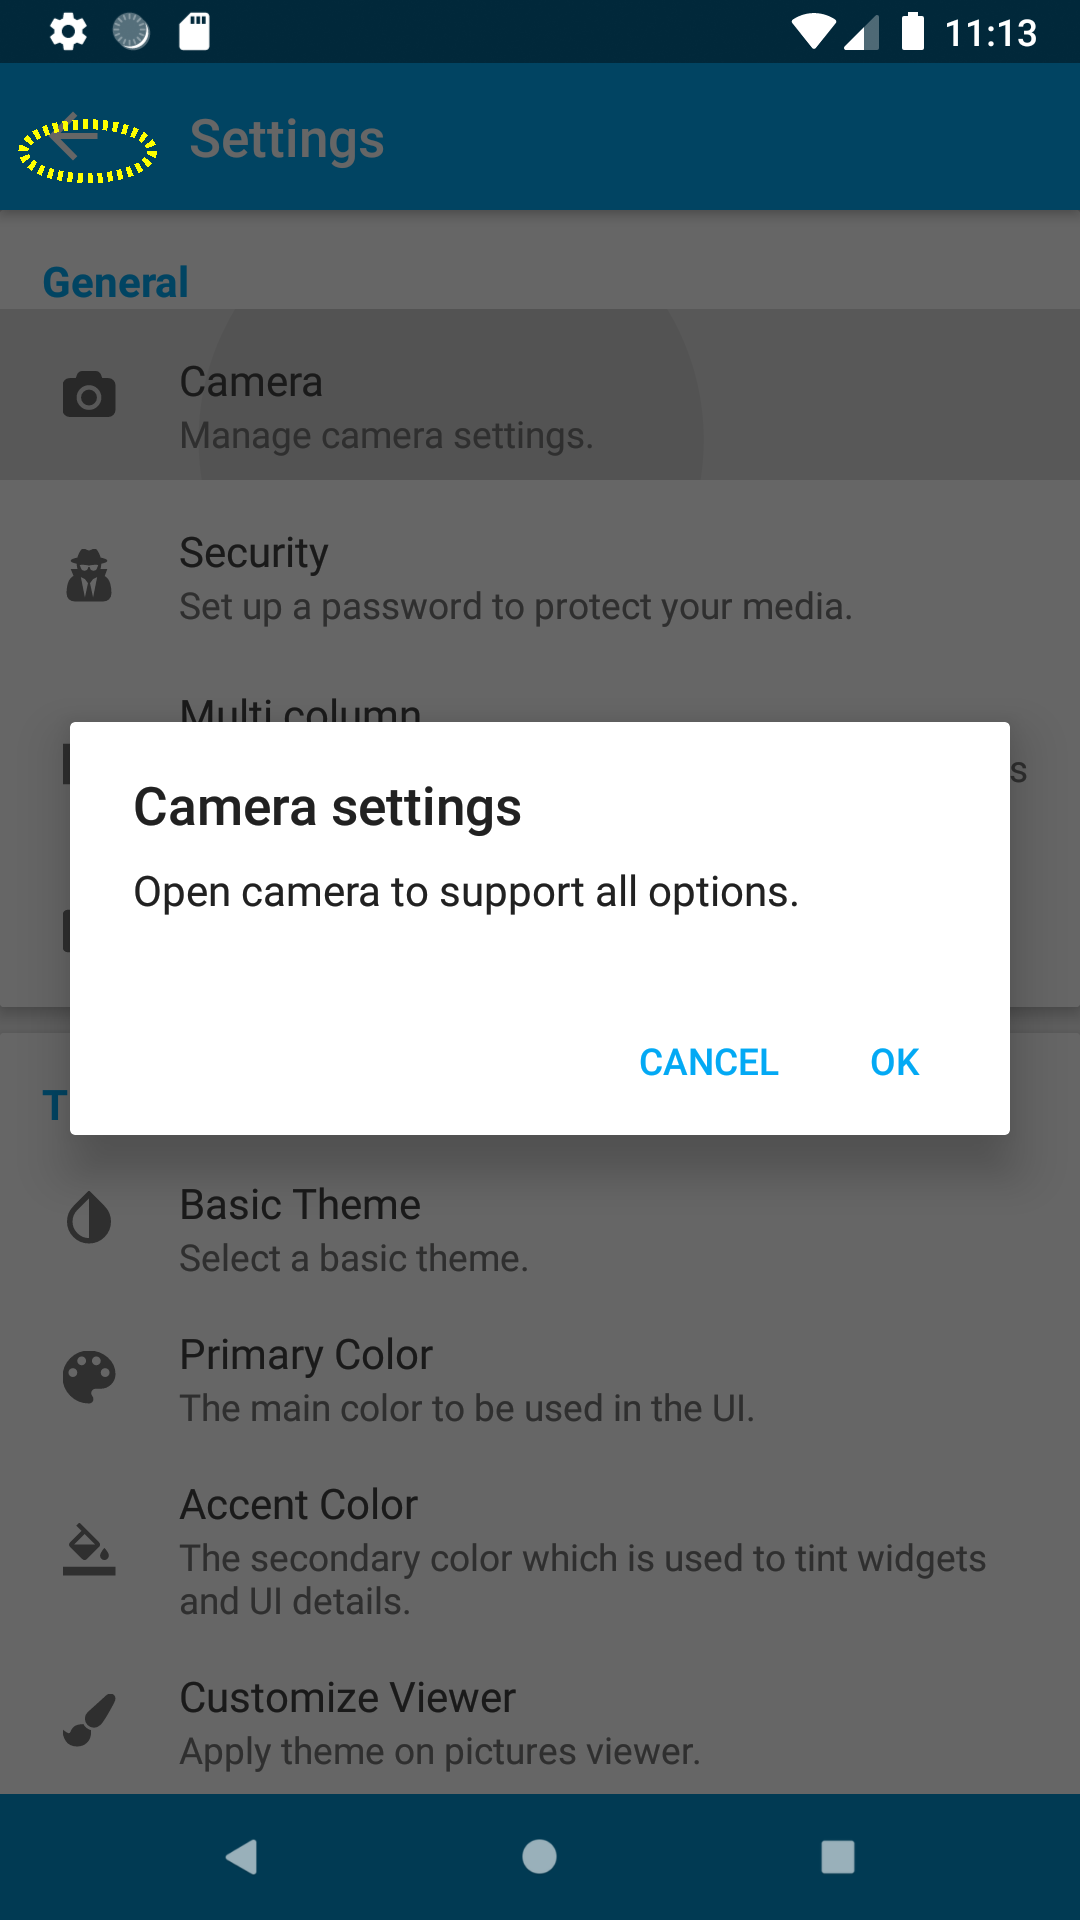 11:13
Settings
General
Camera
Manage camera settings.
Security
Set up a password to protect your media.
Multi column
s
Camera settings
Open camera to support all options.
CANCEL OK
T
Basic Theme
Select a basic theme.
Primary Color
The main color to be used in the UI.
Accent Color
The secondary color which is used to tint widgets
and UI details.
Customize Viewer
Apply theme on pictures viewer.